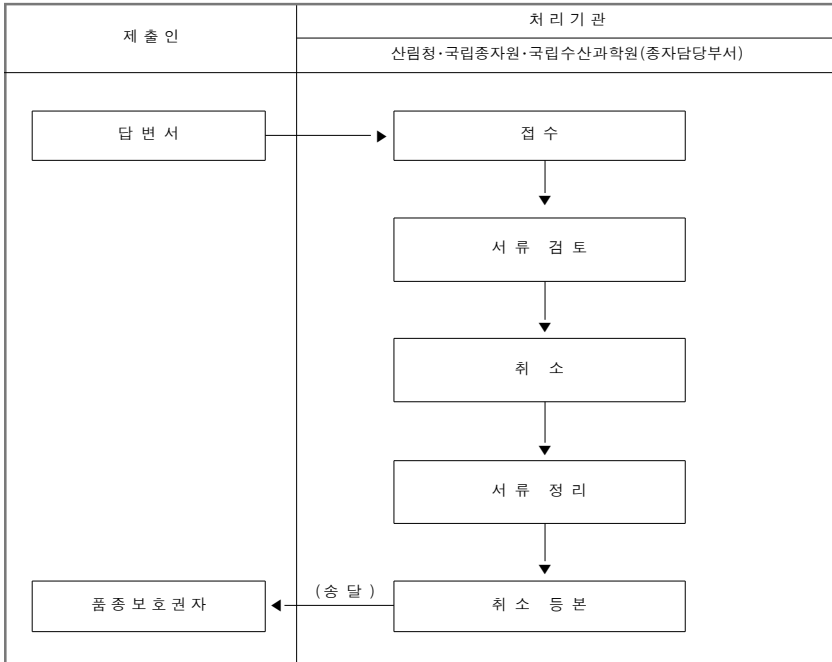 제 출 인
처 리 기 관
산림청·국립종자원·국립수산과학원(종자담당부서)
답 변 서
접 수
서 류 검 토
취 소
서 류 정 리
품 종 보 호 권 자
( 송 달 )
취 소 등 본